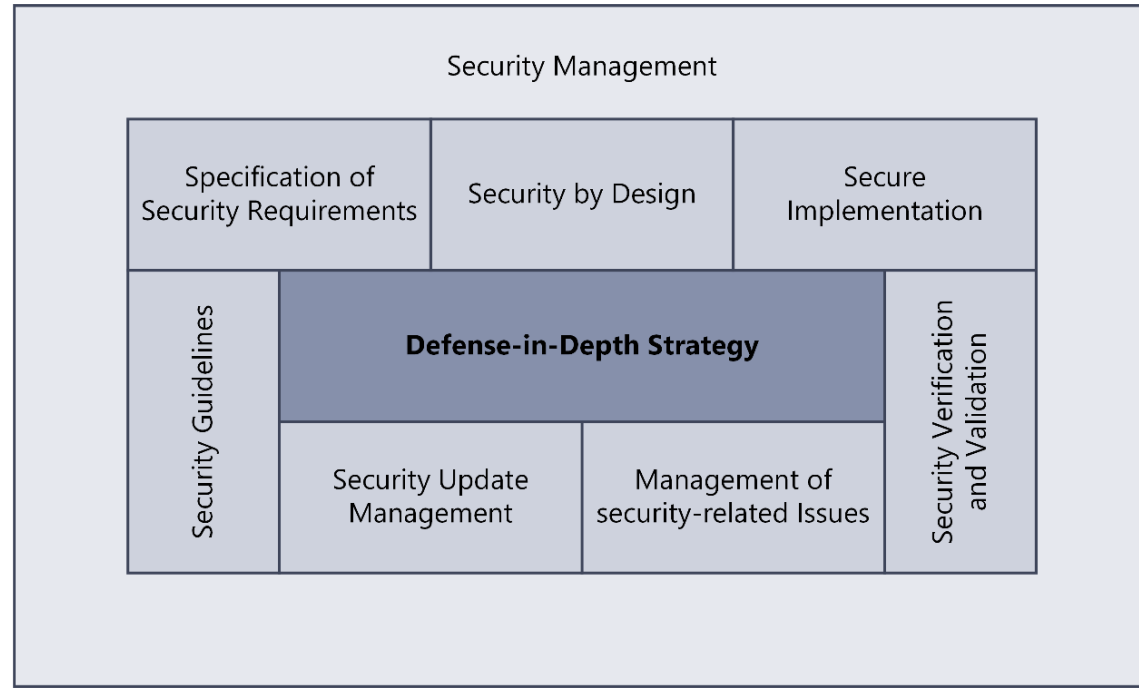 Security Management
Specification of
Security Requirements
Security by Design
Secure
Implementation
Security Guidelines
Defense-in-Depth Strategy
Security Verification
and Validation
Security Update
Management
Management of
security-related Issues